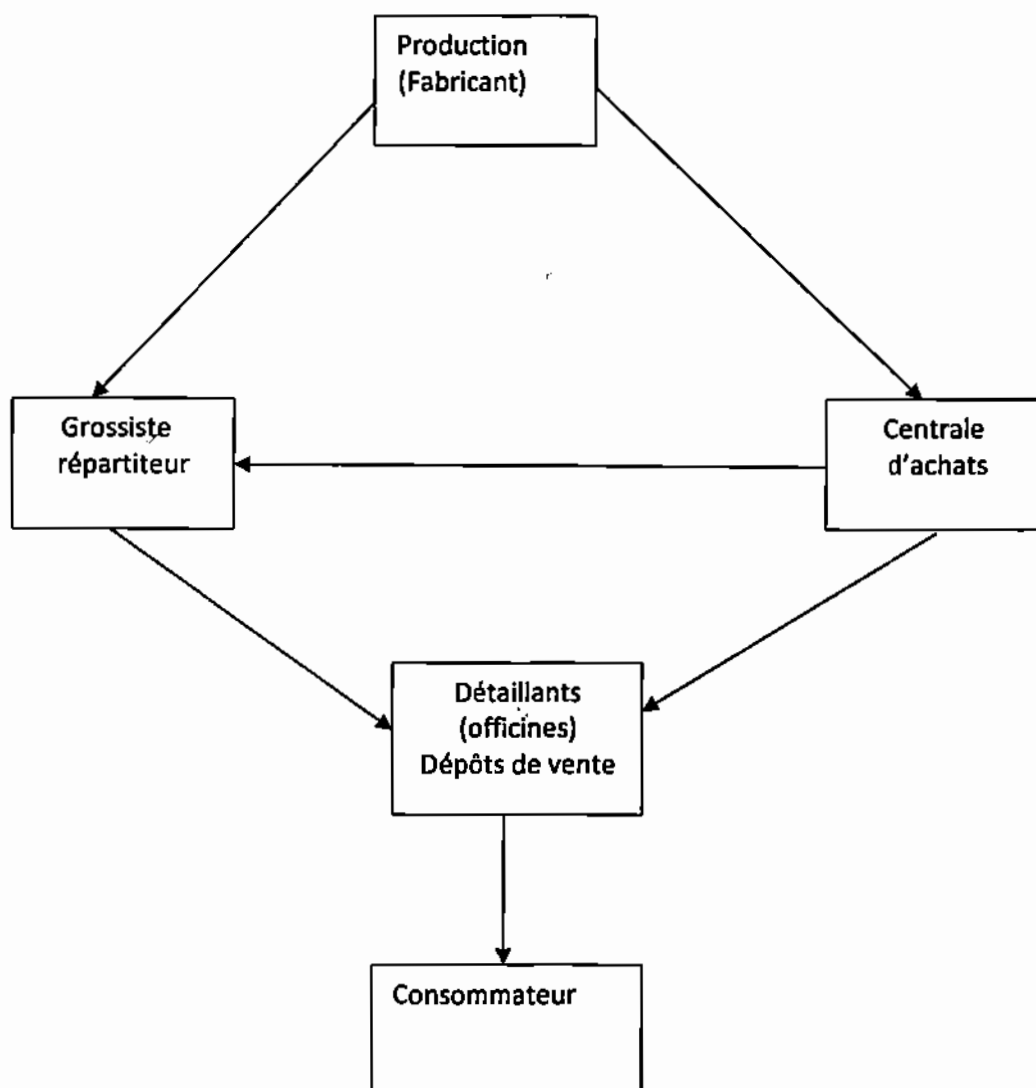 Production
(Fabricant)
Grossiste
répartiteur
Centrale
d'achats
Détaillants
(officines)
Dépôts de vente
Consommateur